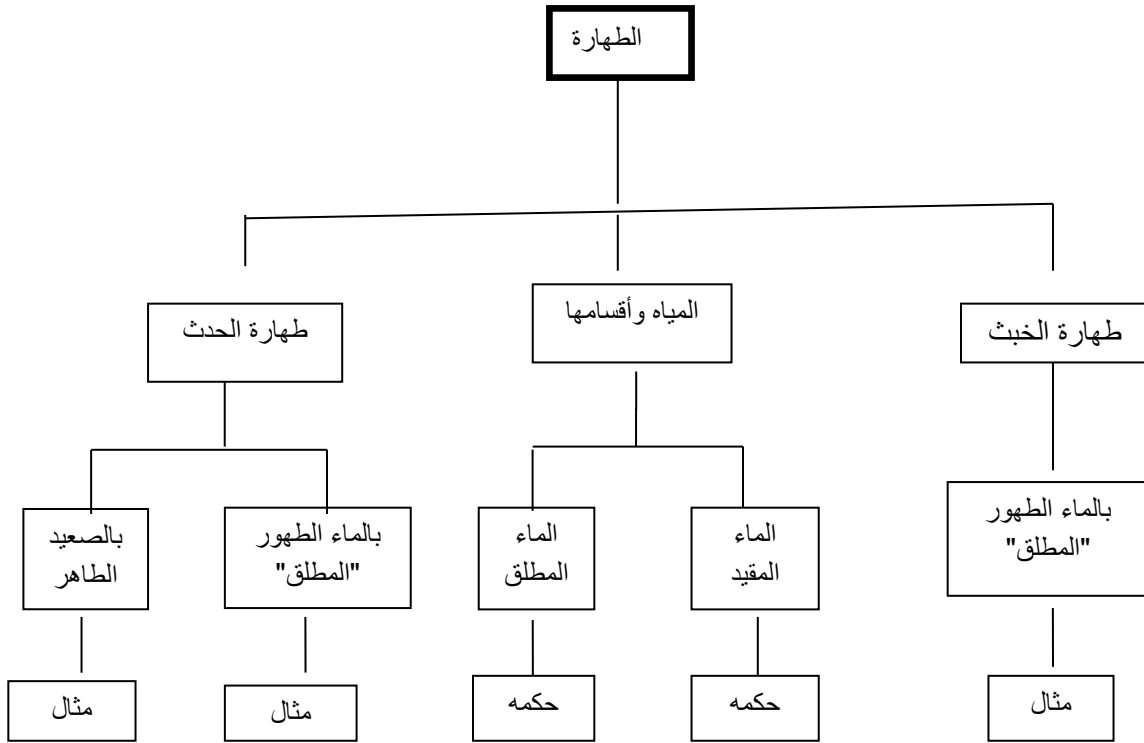 الطهارة
طهارة الخبث
المياه وأقسامها
طهارة الحدث
بالماء الطهور
"المطلق"
الماء
المقيد
الماء
المطلق
بالماء الطهور
"المطلق"
بالصعيد
الطاهر
مثال
حكمه
حكمه
مثال
مثال